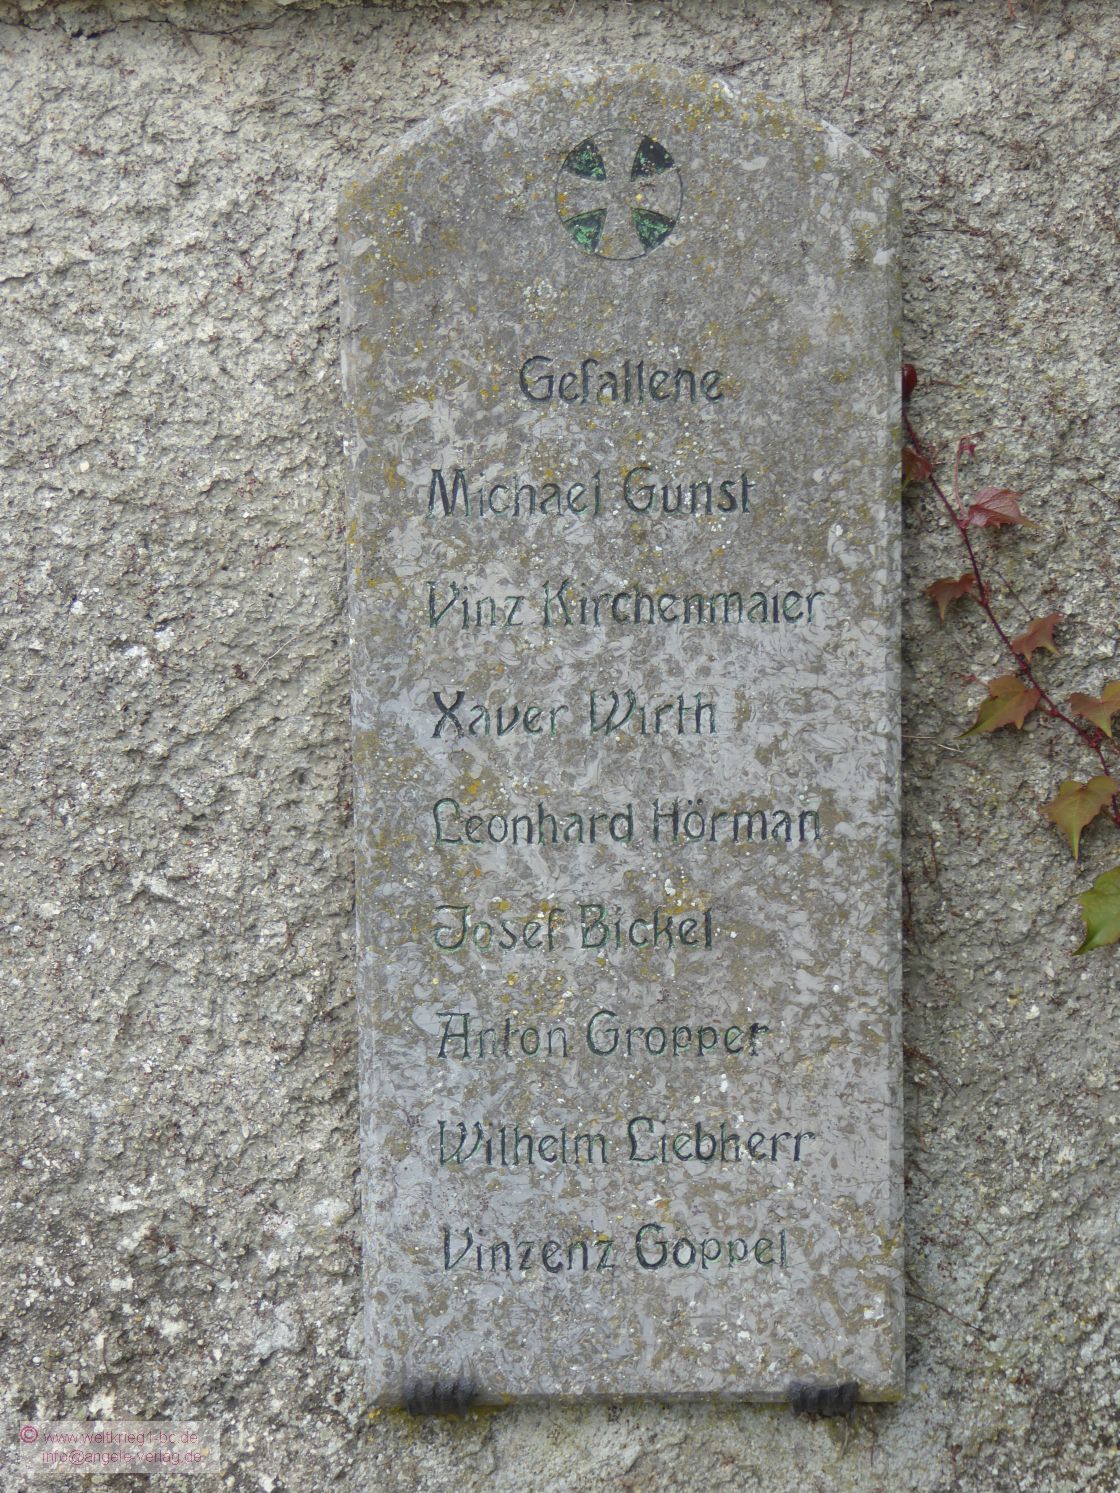 Gefallene
Michael Gunst
Vinz Kirchenmaier
Xaver Wirth
Leonhard Hörman̄
Josef Bickel
Anton Gropper
Wilhelm Liebherr
Vinzenz Göppel
© www.weltkrieg1-bc.de
info@angele-verlag.de